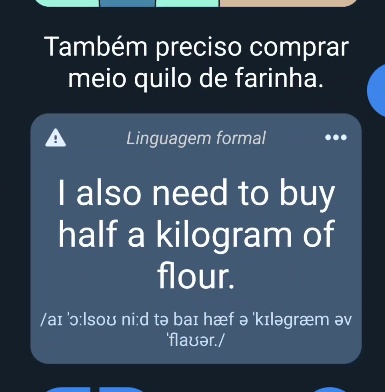 Também preciso comprar
meio quilo de farinha.
Linguagem formal
I also need to buy
half a kilogram of
flour.
/aɪ ˈɔːlsoʊ niːd tə baɪ hæf ə ˈkɪləgræm əv
ˈflaʊər./